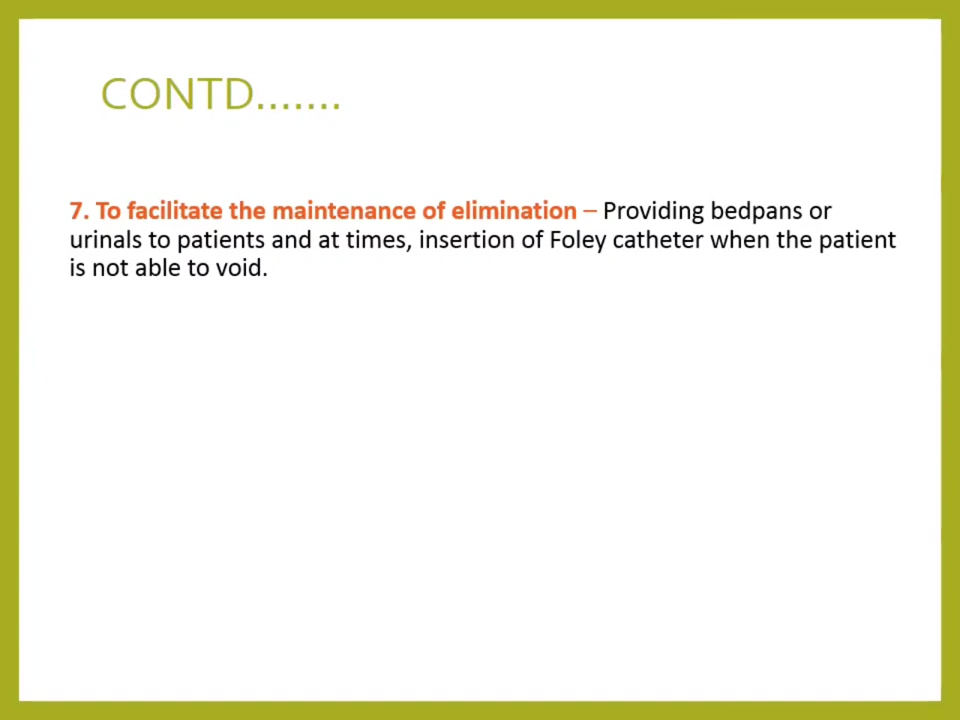 CONTD.......
7. To facilitate the maintenance of elimination – Providing bedpans or
urinals to patients and at times, insertion of Foley catheter when the patient
is not able to void.